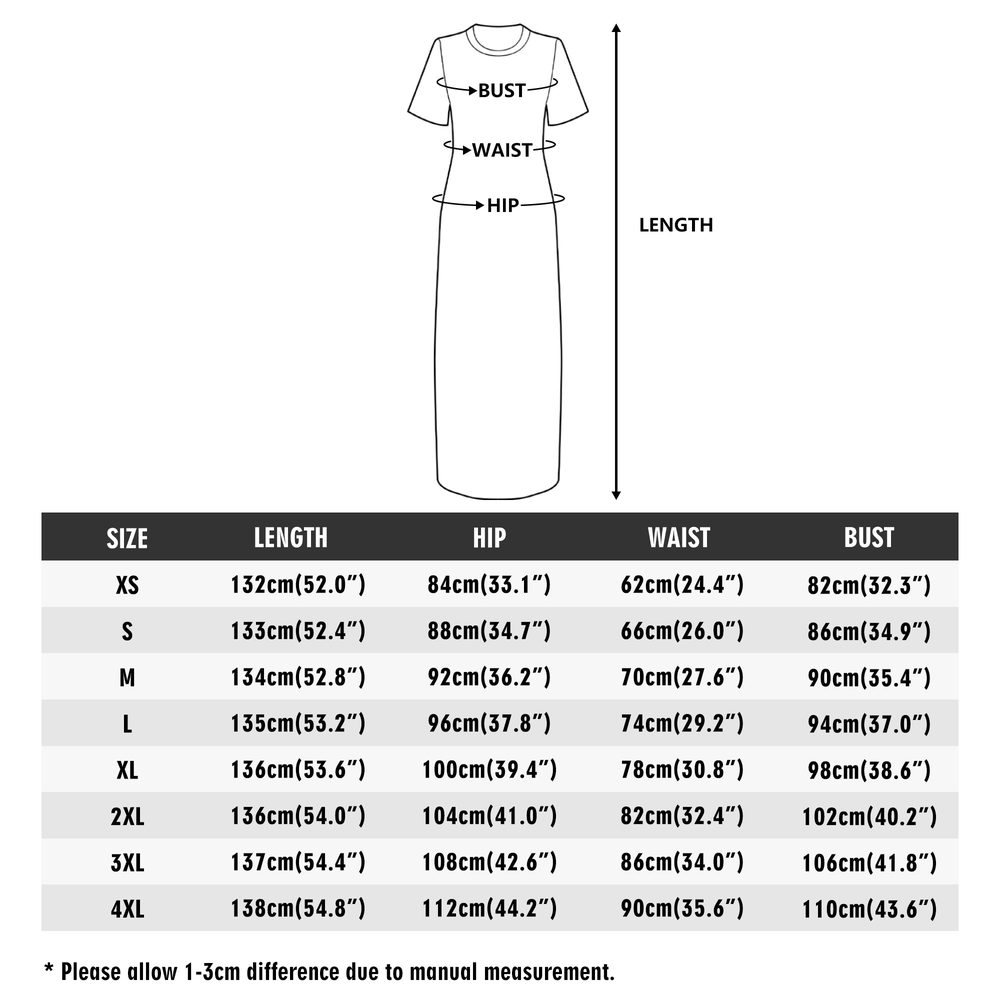 BUST
WAIST
HIP
LENGTH
SIZE LENGTH HIP WAIST BUST
XS 132cm(52.0") 84cm(33.1") 62cm(24.4") 82cm(32.3")
S 133cm(52.4") 88cm(34.7") 66cm(26.0") 86cm(34.9")
M 134cm(52.8") 92cm(36.2") 70cm(27.6") 90cm(35.4")
L 135cm(53.2") 96cm(37.8") 74cm(29.2") 94cm(37.0")
XL 136cm(53.6") 100cm(39.4") 78cm(30.8") 98cm(38.6")
2XL 136cm(54.0") 104cm(41.0") 82cm(32.4") 102cm(40.2")
3XL 137cm(54.4") 108cm(42.6") 86cm(34.0") 106cm(41.8")
4XL 138cm(54.8") 112cm(44.2") 90cm(35.6") 110cm(43.6")
* Please allow 1-3cm difference due to manual measurement.